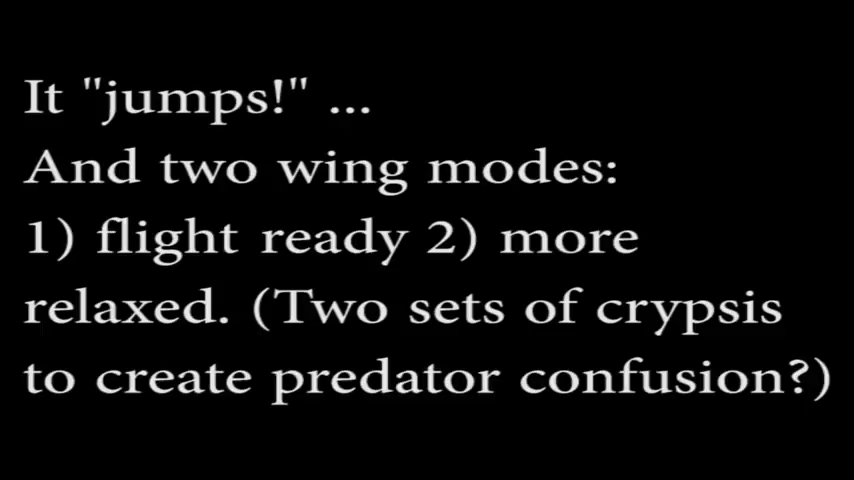 It "jumps!" ...
And two wing modes:
1) flight ready 2) more
relaxed. (Two sets of crypsis
to create predator confusion?)